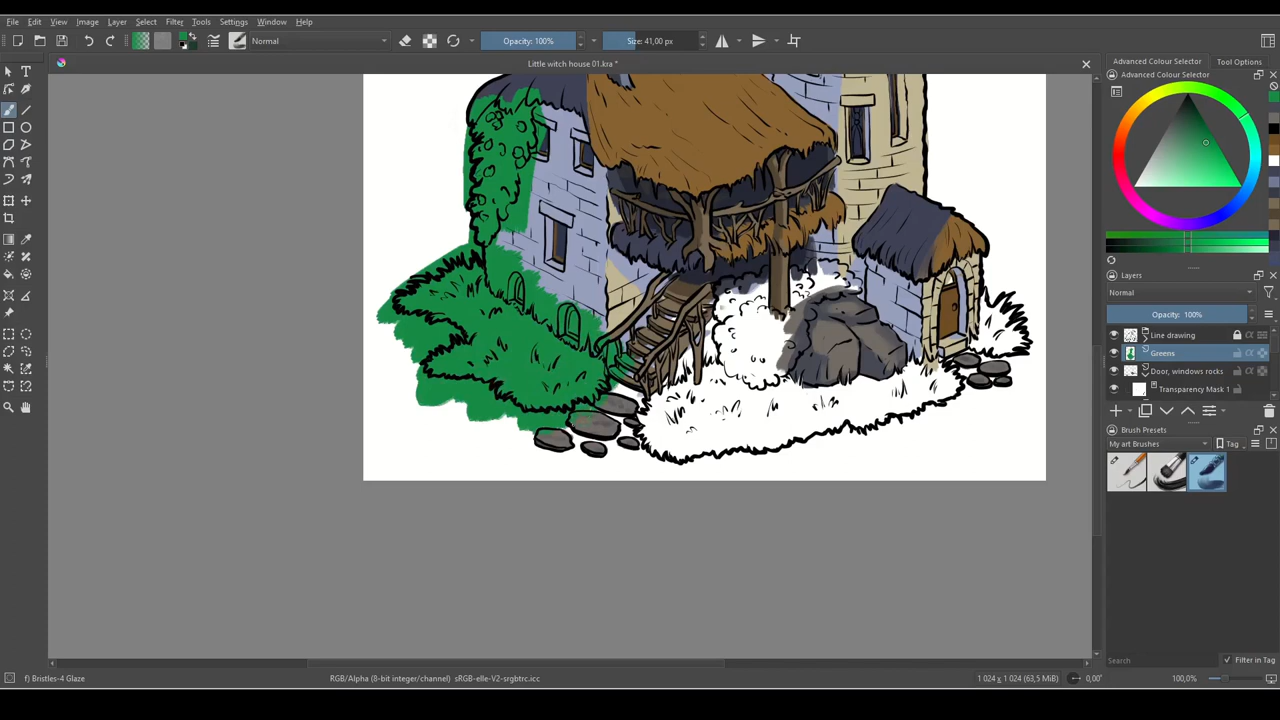 File Edit View Image Layer Select Filter Tools Settings Window Help
Normal Opacity: 100% Size: 41,00 px
Little witch house 01.kra *
Advanced Colour Selector Tool Options
Advanced Colour Selector
Layers
Normal
Opacity: 100%
Line drawing
Greens
Door, windows rocks
Transparency Mask 1
Brush Presets
My art Brushes Tag
Search Filter in Tag
f) Bristles-4 Glaze RGB/Alpha (8-bit integer/channel) sRGB-elle-V2-srgbtrc.icc 1 024 x 1 024 (63,5 MiB) 0,00° 100,0%